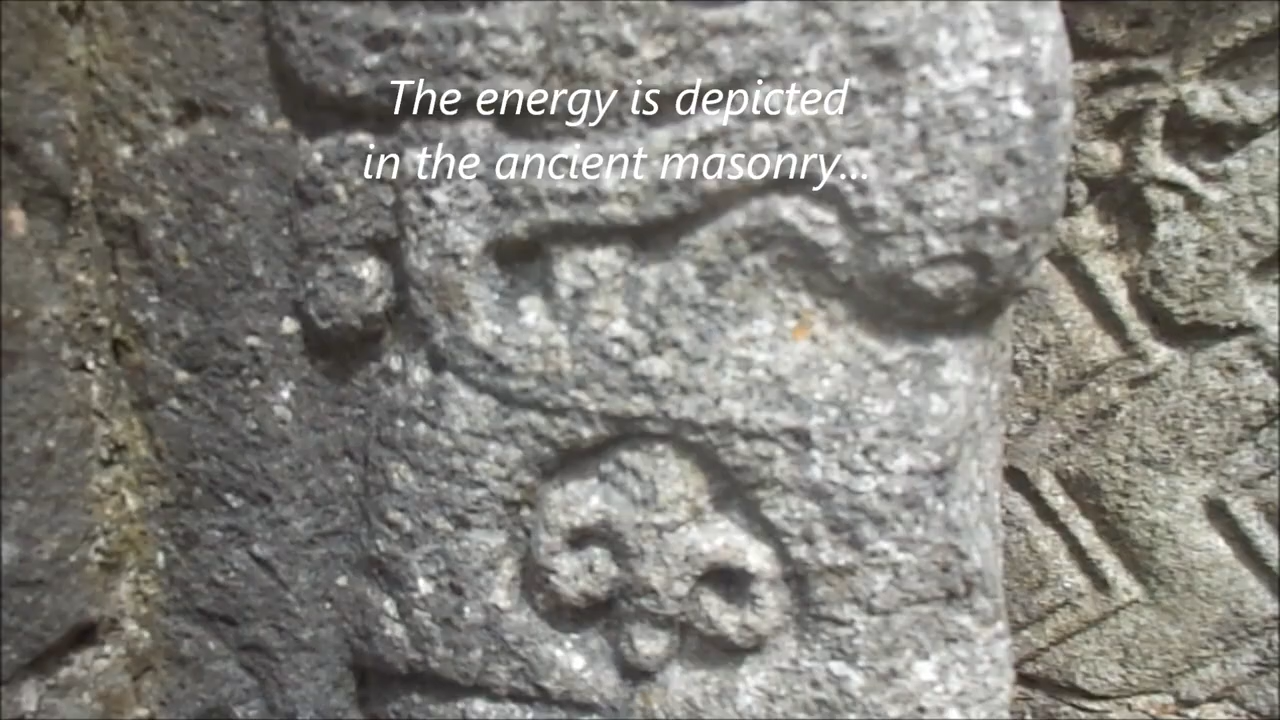 The energy is depicted
in the ancient masonry...